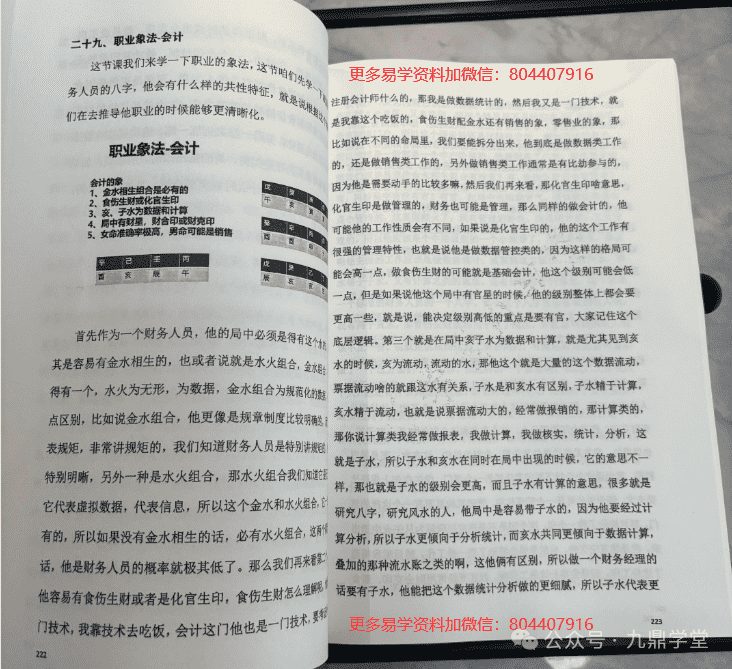 二十九、职业象法-会计
这节课我们来学一下职业的象法，这节咱们先学一下
务人员的八字，他会有什么样的共性特征，就是说根据
们在去推导他职业的时候能够更清晰化。
职业象法-会计
会计的象
1、金水相生组合是必有的
2、食伤生财或化官生印
3、亥、子水为数据和计算
4、局中有财星，财合印或财克印
5、女命准确率极高，男命可能是销售
辛 己 壬 丙
酉 亥 辰 午
首先作为一个财务人员，他的局中必须是得有这个
其是容易有金水相生的，也或者说就是水火组合，金水组合
得有一个，水火为无形，为数据，金水组合为规范化的数据
点区别，比如说金水组合，他更像是规章制度比较明确的
表规矩，非常讲规矩的，我们知道财务人员是特别讲规矩
特别明晰，另外一种是水火组合，那水火组合我们知道
它代表虚拟数据，代表信息，所以这个金水和水火组合，
有的，所以如果没有金水相生的话，必有水火组合，这两个
话，他是财务人员的概率就极其低了。那么我们再来看第二
他容易有食伤生财或者是化官生印，食伤生财怎么理解呢
门技术，我靠技术去吃饭，会计这门他也是一门技术，要
222
更多易学资料加微信：804407916
注册会计师什么的，那我是做数据统计的，然后我又是一门技术，就
是我靠这个吃饭的，食伤生财配金水还有销售的象，零售业的象，那
比如说在不同的命局里，我们要能拆分出来，他到底是做数据类工作
的，还是做销售类工作的，另外做销售类工作通常是有比劫参与的，
因为他是需要动手的比较多嘛，然后我们再来看，那化官生印啥意思，
化官生印是做管理的，财务也可能是管理，那么同样的做会计的，他
可能他的工作性质会有不同，如果说是化官生印的，他的这个工作有
很强的管理特性，也就是说他是做数据管控类的，因为这样的格局可
能会高一点，做食伤生财的可能就是基础会计，他这个级别可能会低
一点，但是如果说他这个局中有官星的时候，他的级别整体上都会要
更高一些，就是说，能决定级别高低的重点是要有官，大家记住这个
底层逻辑。第三个就是在局中亥子水为数据和计算，就是尤其见到亥
水的时候，亥为流动，流动的水，那他这个就是大量的这个数据流动，
票据流动啥的就跟这水有关系，子水是和亥水有区别，子水精于计算，
亥水精于流动，也就是说票据流动大的，经常做报销的，那计算类的，
那你说计算类我经常做报表，我做计算，我做核实，统计，分析，这
就是子水，所以子水和亥水在同时在局中出现的时候，它的意思不一
样，那也就是子水的级别会更高，而且子水有计算的意思，很多就是
研究八字，研究风水的人，他局中是容易带子水的，因为他要经过计
算分析，所以子水更倾向于分析统计，而亥水共同更倾向于数据计算，
叠加的那种流水账之类的啊，这他俩有区别，所以做一个财务经理的
话要有子水，他能把这个数据统计分析做的更细腻，所以子水代表更
更多易学资料加微信：804407916
223
公众号·九鼎学堂